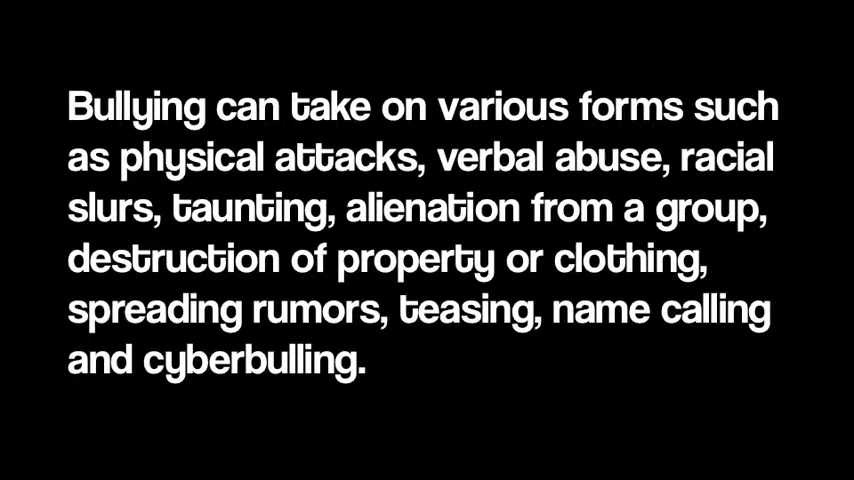 Bullying can take on various forms such
as physical attacks, verbal abuse, racial
slurs, taunting, alienation from a group,
destruction of property or clothing,
spreading rumors, teasing, name calling
and cyberbulling.